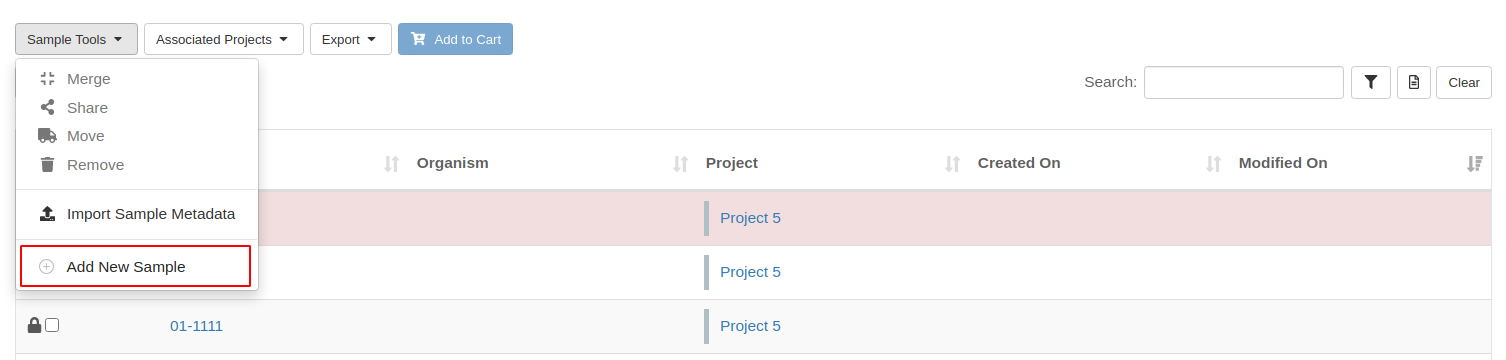 Sample Tools Associated Projects Export Add to Cart
Merge
Search: Clear
Share
Move
Remove
Organism Project Created On Modified On
Import Sample Metadata
Project 5
Add New Sample
Project 5
01-1111 Project 5